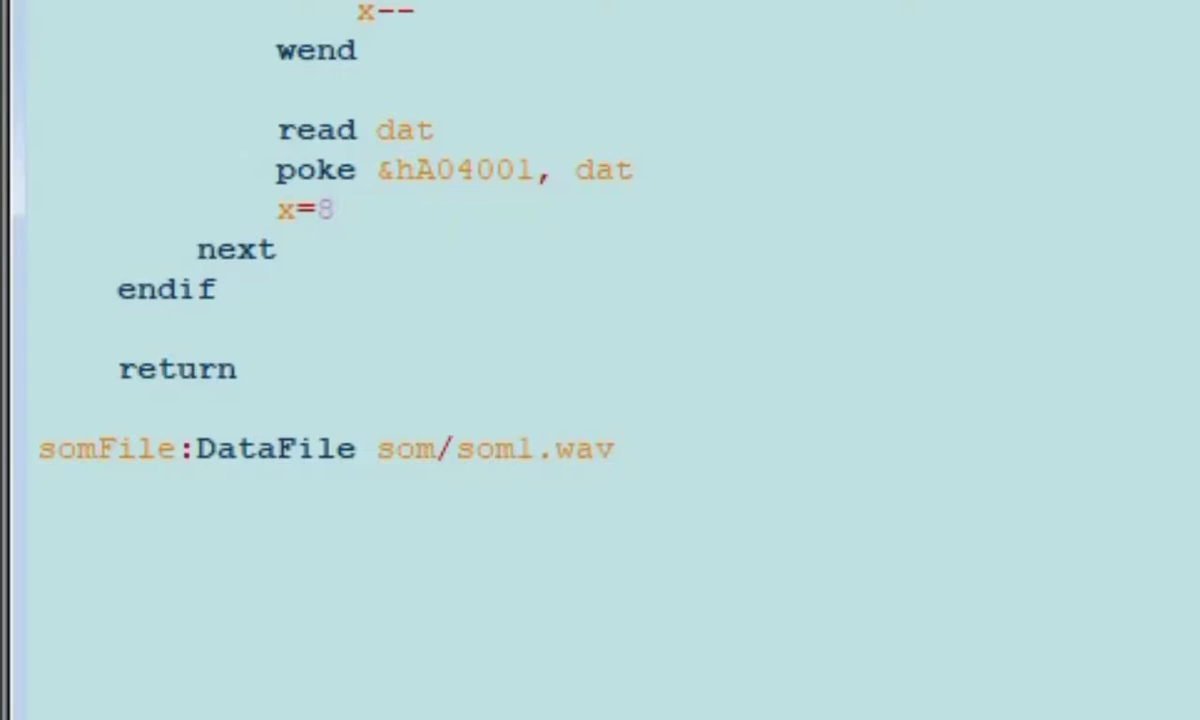 x--
wend
read dat
poke &hA04001, dat
x=8
next
endif
return
somFile:DataFile som/som1.wav